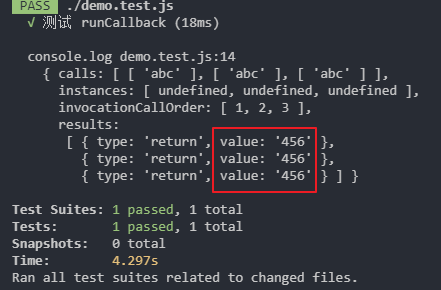 PASS ./demo.test.js
√ 测试 runCallback (18ms)
console.log demo.test.js:14
{ calls: [ [ 'abc' ], [ 'abc' ], [ 'abc' ] ],
instances: [ undefined, undefined, undefined ],
invocationCallOrder: [ 1, 2, 3 ],
results:
[ { type: 'return', value: '456' },
{ type: 'return', value: '456' },
{ type: 'return', value: '456' } ] }
Test Suites: 1 passed, 1 total
Tests: 1 passed, 1 total
Snapshots: 0 total
Time: 4.297s
Ran all test suites related to changed files.